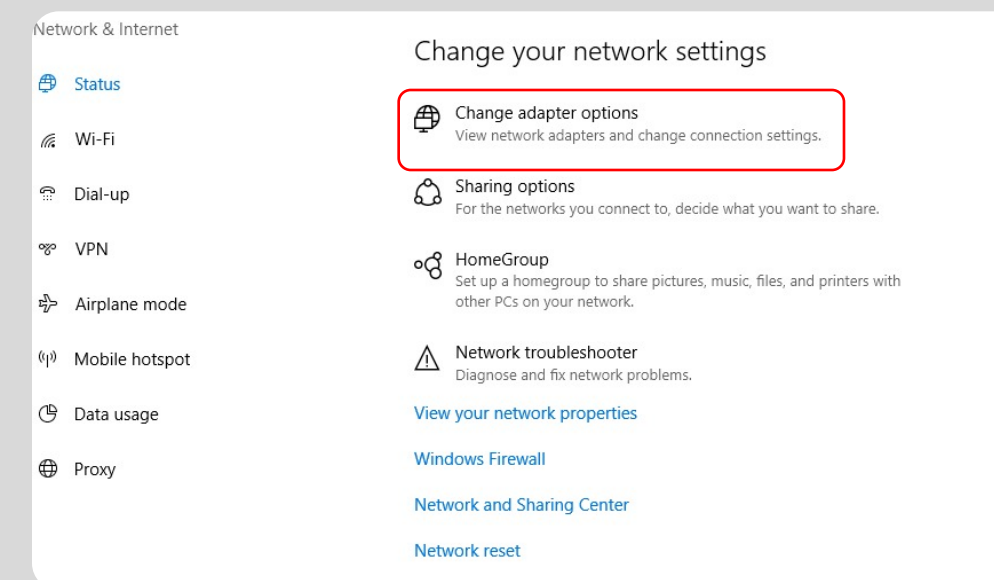 Network & Internet
Status
Wi-Fi
Dial-up
VPN
Airplane mode
Mobile hotspot
Data usage
Proxy
Change your network settings
Change adapter options
View network adapters and change connection settings.
Sharing options
For the networks you connect to, decide what you want to share.
HomeGroup
Set up a homegroup to share pictures, music, files, and printers with
other PCs on your network.
Network troubleshooter
Diagnose and fix network problems.
View your network properties
Windows Firewall
Network and Sharing Center
Network reset